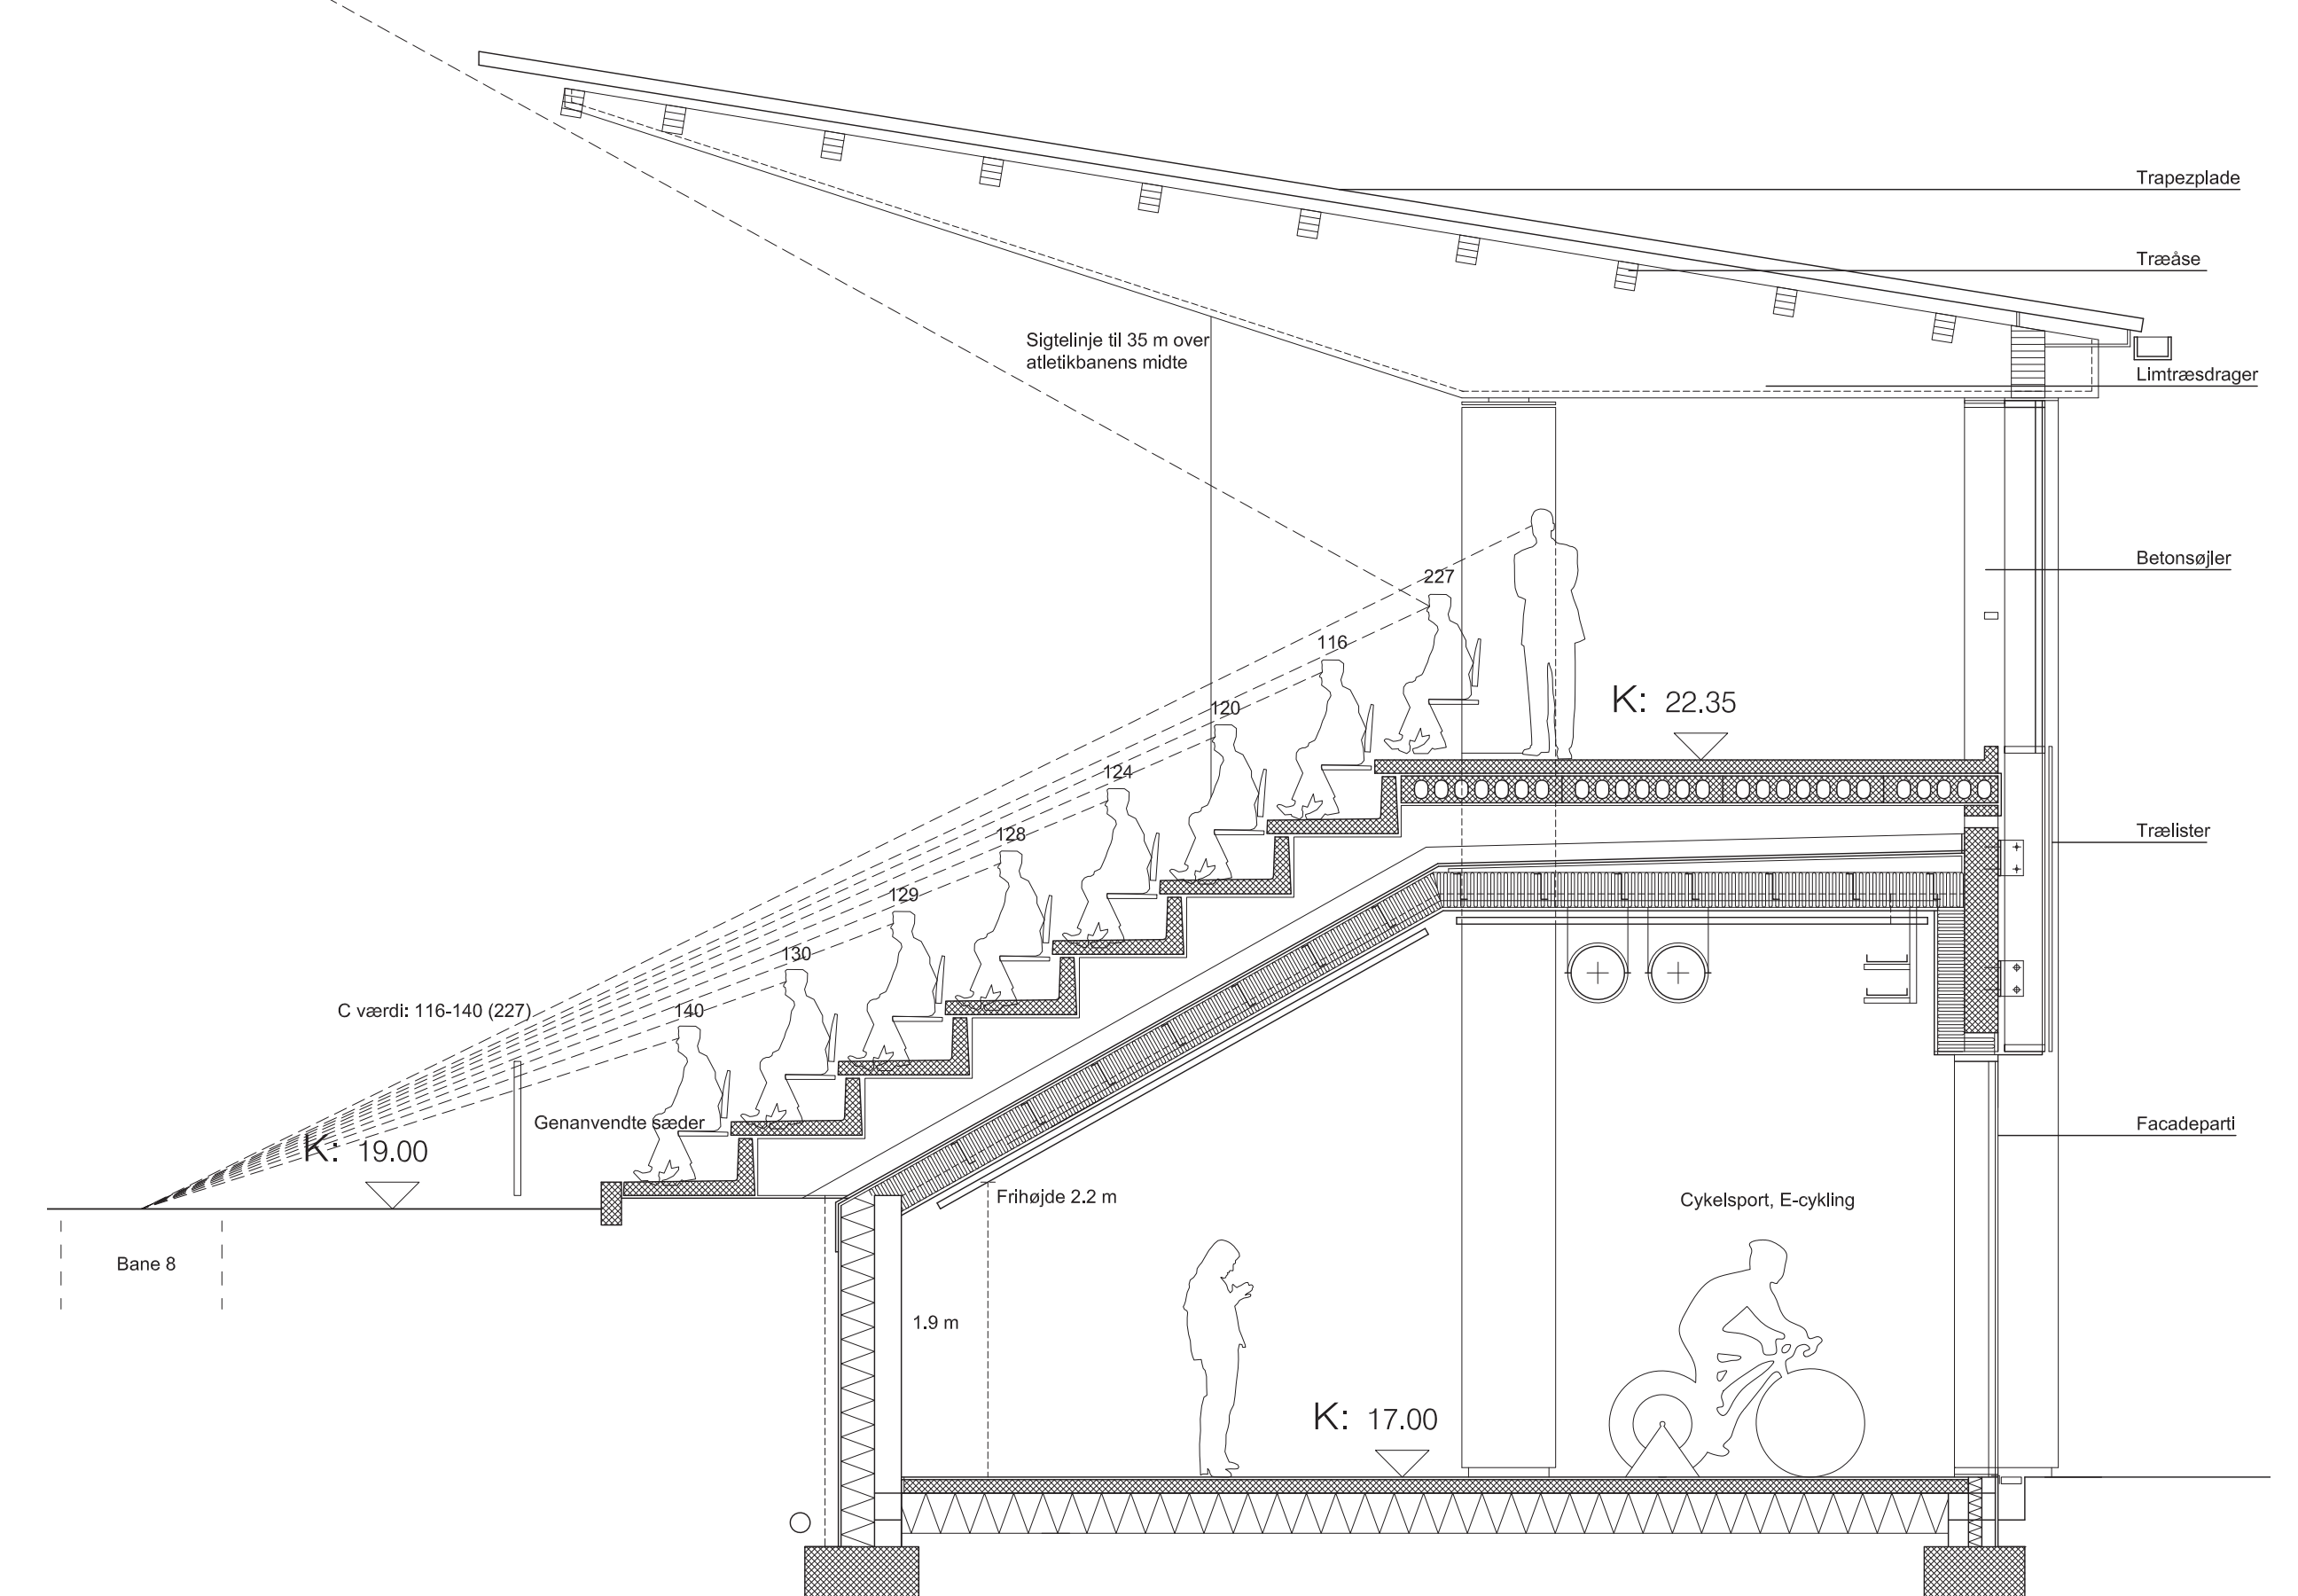 Trapezplade
Træåse
Sigtelinje til 35 m over
atletikbanens midte
Limtræsdrager
Betonsøjler
227
116
K: 22.35
120
124
128
Trælister
129
130
C værdi: 116-140 (227)
140
Genanvendte sæder
Facadeparti
K: 19.00
Frihøjde 2.2 m
Cykelsport, E-cykling
Bane 8
1.9 m
K: 17.00